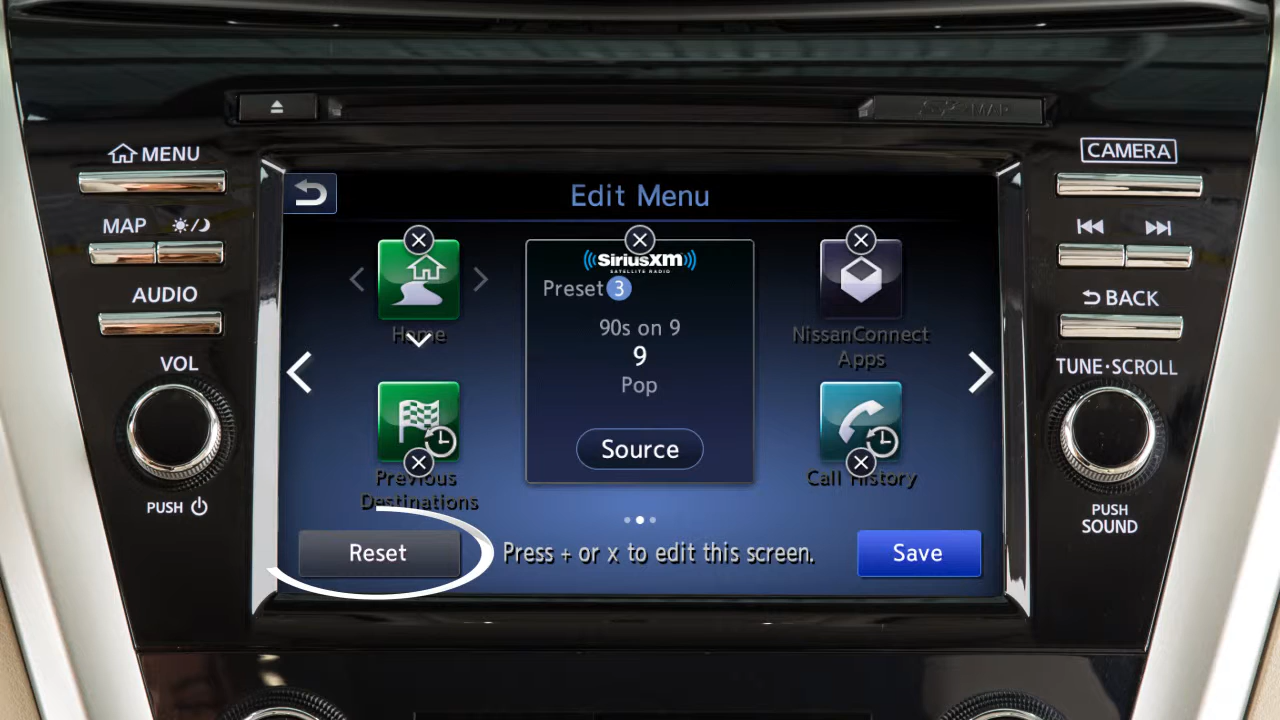 MENU
MAP
AUDIO
VOL
PUSH
Edit Menu
Home
Previous
Destinations
SiriusXM
SATELLITE RADIO
Preset 3
90s on 9
9
Pop
Source
NissanConnect
Apps
Call History
Reset
Press + or x to edit this screen.
Save
CAMERA
BACK
TUNE·SCROLL
PUSH
SOUND